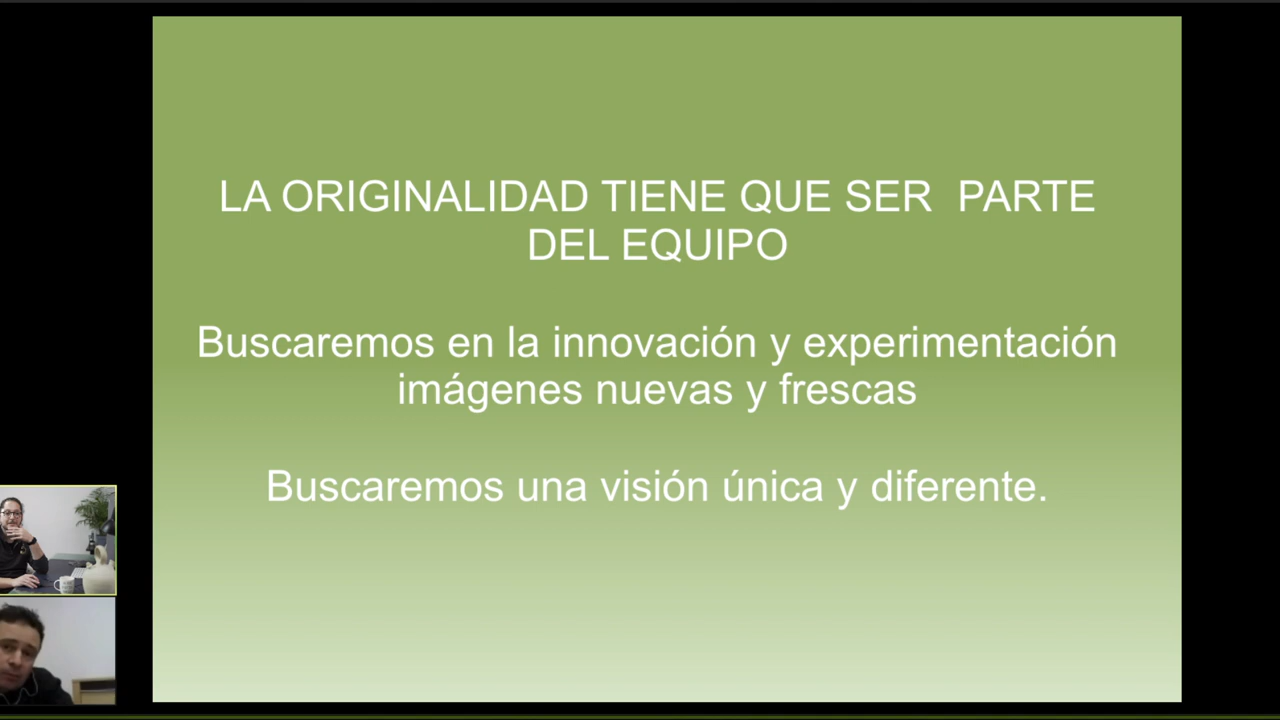 LA ORIGINALIDAD TIENE QUE SER  PARTE
DEL EQUIPO
Buscaremos en la innovación y experimentación
imágenes nuevas y frescas
Buscaremos una visión única y diferente.